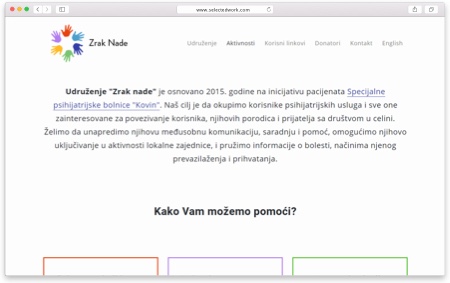 www.selectedwork.com
Zrak Nade
Udruženje Aktivnosti Korisni linkovi Donatori Kontakt English
Udruženje "Zrak nade" je osnovano 2015. godine na inicijativu pacijenata Specijalne
psihijatrijske bolnice "Kovin". Naš cilj je da okupimo korisnike psihijatrijskih usluga i sve one
zainteresovane za povezivanje korisnika, njihovih porodica i prijatelja sa društvom u celini.
Želimo da unapredimo njihovu međusobnu komunikaciju, saradnju i pomoć, omogućimo njihovo
uključivanje u aktivnosti lokalne zajednice, i pružimo informacije o bolesti, načinima njenog
prevazilaženja i prihvatanja.
Kako Vam možemo pomoći?